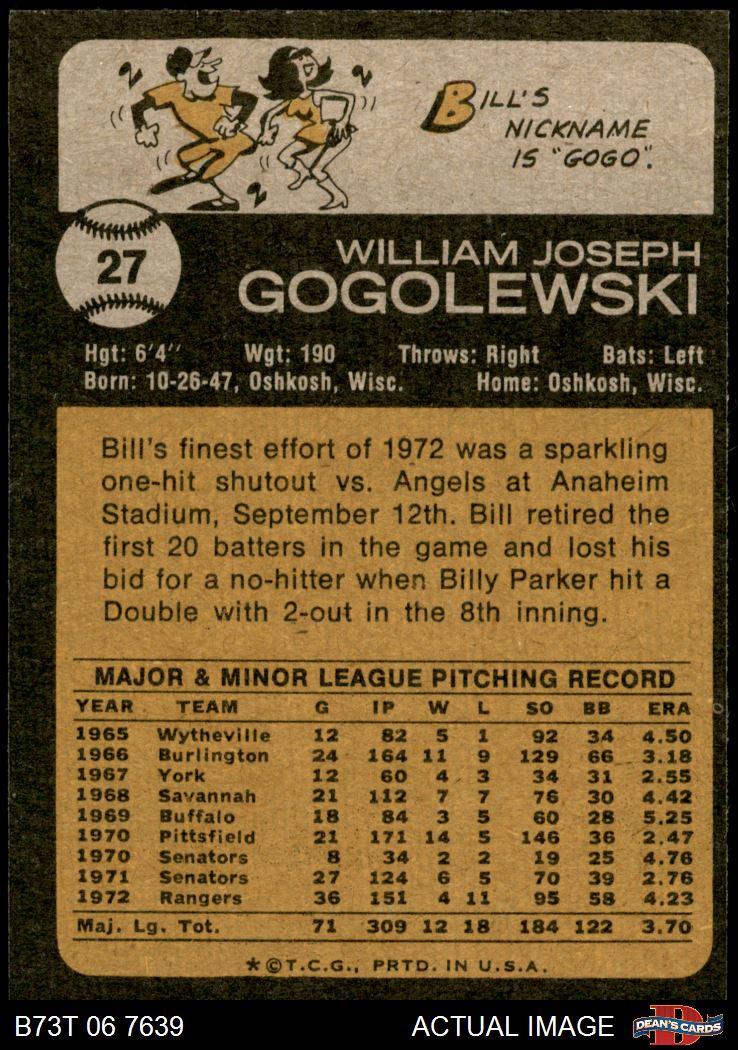 2
2
2
BILL'S
NICKNAME
IS "GOGO".
27
WILLIAM JOSEPH
GOGOLEWSKI
Hgt: 6'4" Wgt: 190 Throws: Right Bats: Left
Born: 10-26-47, Oshkosh, Wisc. Home: Oshkosh, Wisc.
Bill's finest effort of 1972 was a sparkling
one-hit shutout vs. Angels at Anaheim
Stadium, September 12th. Bill retired the
first 20 batters in the game and lost his
bid for a no-hitter when Billy Parker hit a
Double with 2-out in the 8th inning.
MAJOR & MINOR LEAGUE PITCHING RECORD
YEAR TEAM G IP W L SO BB ERA
1965 Wytheville 12 82 5 1 92 34 4.50
1966 Burlington 24 164 11 9 129 66 3.18
1967 York 12 60 4 3 34 31 2.55
1968 Savannah 21 112 7 7 76 30 4.42
1969 Buffalo 18 84 3 5 60 28 5.25
1970 Pittsfield 21 171 14 5 146 36 2.47
1970 Senators 8 34 2 2 19 25 4.76
1971 Senators 27 124 6 5 70 39 2.76
1972 Rangers 36 151 4 11 95 58 4.23
Maj. Lg. Tot. 71 309 12 18 184 122 3.70
*©T.C.G., PRTD. IN U.S.A.
B73T 06 7639 ACTUAL IMAGE D DEAN'S CARDS